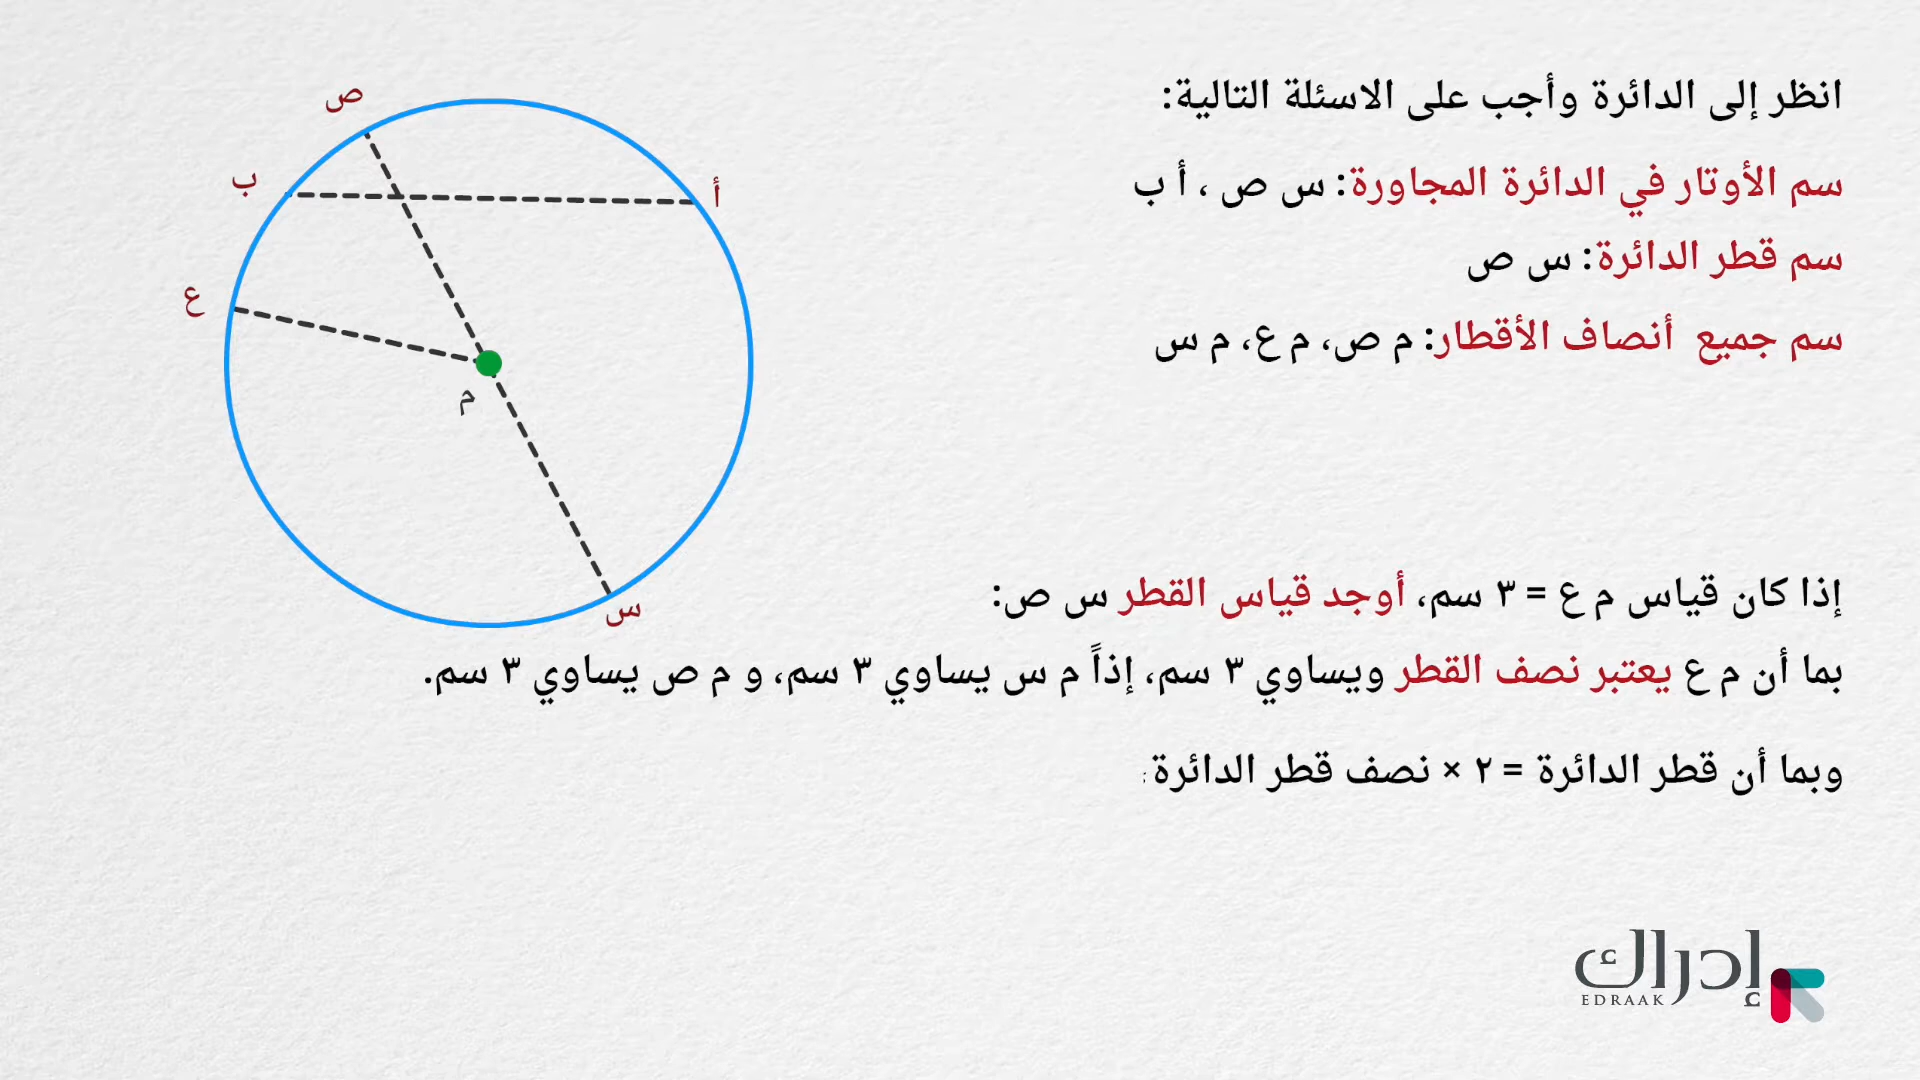 انظر إلى الدائرة وأجب على الاسئلة التالية:
سم الأوتار في الدائرة المجاورة: س ص ، أ ب
سم قطر الدائرة: س ص
سم جميع أنصاف الأقطار: م ص، م ع، م س
ص
ب
أ
ع
م
س
إذا كان قياس م ع = ٣ سم، أوجد قياس القطر س ص:
بما أن م ع يعتبر نصف القطر ويساوي ٣ سم، إذاً م س يساوي ٣ سم، و م ص يساوي ٣ سم.
وبما أن قطر الدائرة = ٢ × نصف قطر الدائرة
إدراك
EDRAAK